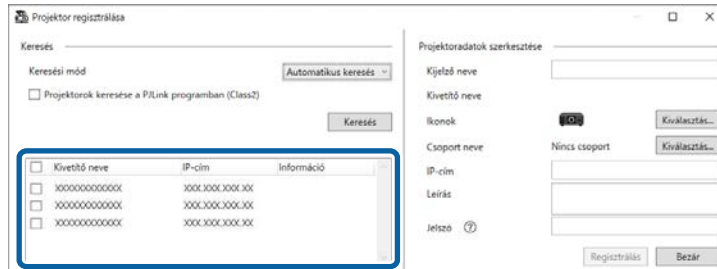 Projektor regisztrálása
Keresés
Keresési mód
Automatikus keresés
Projektorok keresése a PJLink programban (Class2)
Keresés
Kivetítő neve IP-cím Információ
XXXXXXXXXXXX XXX.XXX.XXX.XX
XXXXXXXXXXXX XXX.XXX.XXX.XX
XXXXXXXXXXXX XXX.XXX.XXX.XX
Projektoradatok szerkesztése
Kijelző neve
Kivetítő neve
Ikonok Kiválasztás...
Csoport neve Nincs csoport Kiválasztás...
IP-cím
Leírás
Jelszó ?
Regisztrálás Bezár